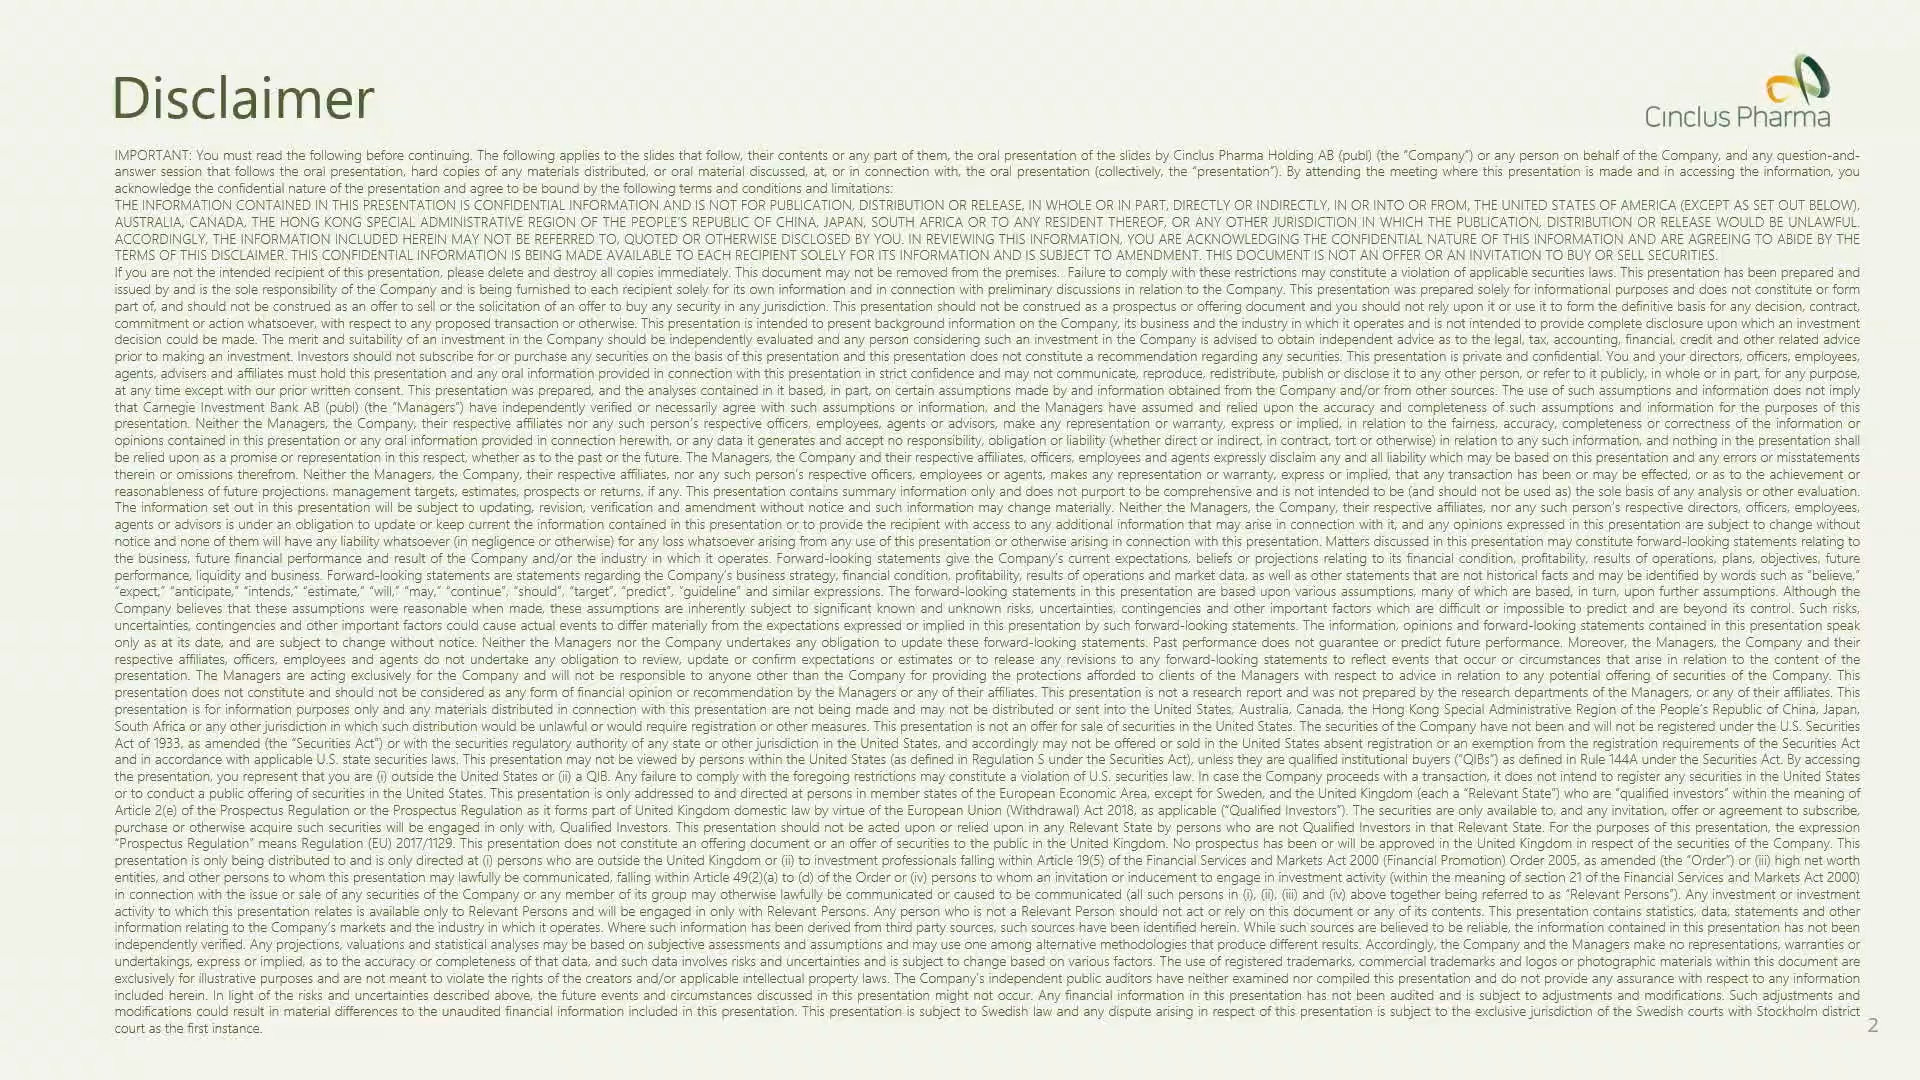 Disclaimer
Cinclus Pharma
IMPORTANT: You must read the following before continuing. The following applies to the slides that follow, their contents or any part of them, the oral presentation of the slides by Cinclus Pharma Holding AB (publ) (the “Company”) or any person on behalf of the Company, and any question-and-
answer session that follows the oral presentation, hard copies of any materials distributed, or oral material discussed, at, or in connection with, the oral presentation (collectively, the “presentation”). By attending the meeting where this presentation is made and in accessing the information, you
acknowledge the confidential nature of the presentation and agree to be bound by the following terms and conditions and limitations:
THE INFORMATION CONTAINED IN THIS PRESENTATION IS CONFIDENTIAL INFORMATION AND IS NOT FOR PUBLICATION, DISTRIBUTION OR RELEASE, IN WHOLE OR IN PART, DIRECTLY OR INDIRECTLY, IN OR INTO OR FROM, THE UNITED STATES OF AMERICA (EXCEPT AS SET OUT BELOW),
AUSTRALIA, CANADA, THE HONG KONG SPECIAL ADMINISTRATIVE REGION OF THE PEOPLE’S REPUBLIC OF CHINA, JAPAN, SOUTH AFRICA OR TO ANY RESIDENT THEREOF, OR ANY OTHER JURISDICTION IN WHICH THE PUBLICATION, DISTRIBUTION OR RELEASE WOULD BE UNLAWFUL.
ACCORDINGLY, THE INFORMATION INCLUDED HEREIN MAY NOT BE REFERRED TO, QUOTED OR OTHERWISE DISCLOSED BY YOU. IN REVIEWING THIS INFORMATION, YOU ARE ACKNOWLEDGING THE CONFIDENTIAL NATURE OF THIS INFORMATION AND ARE AGREEING TO ABIDE BY THE
TERMS OF THIS DISCLAIMER. THIS CONFIDENTIAL INFORMATION IS BEING MADE AVAILABLE TO EACH RECIPIENT SOLELY FOR ITS INFORMATION AND IS SUBJECT TO AMENDMENT. THIS DOCUMENT IS NOT AN OFFER OR AN INVITATION TO BUY OR SELL SECURITIES.
If you are not the intended recipient of this presentation, please delete and destroy all copies immediately. This document may not be removed from the premises. Failure to comply with these restrictions may constitute a violation of applicable securities laws. This presentation has been prepared and
issued by and is the sole responsibility of the Company and is being furnished to each recipient solely for its own information and in connection with preliminary discussions in relation to the Company. This presentation was prepared solely for informational purposes and does not constitute or form
part of, and should not be construed as an offer to sell or the solicitation of an offer to buy any security in any jurisdiction. This presentation should not be construed as a prospectus or offering document and you should not rely upon it or use it to form the definitive basis for any decision, contract,
commitment or action whatsoever, with respect to any proposed transaction or otherwise. This presentation is intended to present background information on the Company, its business and the industry in which it operates and is not intended to provide complete disclosure upon which an investment
decision could be made. The merit and suitability of an investment in the Company should be independently evaluated and any person considering such an investment in the Company is advised to obtain independent advice as to the legal, tax, accounting, financial, credit and other related advice
prior to making an investment. Investors should not subscribe for or purchase any securities on the basis of this presentation and this presentation does not constitute a recommendation regarding any securities. This presentation is private and confidential. You and your directors, officers, employees,
agents, advisers and affiliates must hold this presentation and any oral information provided in connection with this presentation in strict confidence and may not communicate, reproduce, redistribute, publish or disclose it to any other person, or refer to it publicly, in whole or in part, for any purpose,
at any time except with our prior written consent. This presentation was prepared, and the analyses contained in it based, in part, on certain assumptions made by and information obtained from the Company and/or from other sources. The use of such assumptions and information does not imply
that Carnegie Investment Bank AB (publ) (the “Managers”) have independently verified or necessarily agree with such assumptions or information, and the Managers have assumed and relied upon the accuracy and completeness of such assumptions and information for the purposes of this
presentation. Neither the Managers, the Company, their respective affiliates nor any such person’s respective officers, employees, agents or advisors, make any representation or warranty, express or implied, in relation to the fairness, accuracy, completeness or correctness of the information or
opinions contained in this presentation or any oral information provided in connection herewith, or any data it generates and accept no responsibility, obligation or liability (whether direct or indirect, in contract, tort or otherwise) in relation to any such information, and nothing in the presentation shall
be relied upon as a promise or representation in this respect, whether as to the past or the future. The Managers, the Company and their respective affiliates, officers, employees and agents expressly disclaim any and all liability which may be based on this presentation and any errors or misstatements
therein or omissions therefrom. Neither the Managers, the Company, their respective affiliates, nor any such person’s respective officers, employees or agents, makes any representation or warranty, express or implied, that any transaction has been or may be effected, or as to the achievement or
reasonableness of future projections, management targets, estimates, prospects or returns, if any. This presentation contains summary information only and does not purport to be comprehensive and is not intended to be (and should not be used as) the sole basis of any analysis or other evaluation.
The information set out in this presentation will be subject to updating, revision, verification and amendment without notice and such information may change materially. Neither the Managers, the Company, their respective affiliates, nor any such person’s respective directors, officers, employees,
agents or advisors is under an obligation to update or keep current the information contained in this presentation or to provide the recipient with access to any additional information that may arise in connection with it, and any opinions expressed in this presentation are subject to change without
notice and none of them will have any liability whatsoever (in negligence or otherwise) for any loss whatsoever arising from any use of this presentation or otherwise arising in connection with this presentation. Matters discussed in this presentation may constitute forward-looking statements relating to
the business, future financial performance and result of the Company and/or the industry in which it operates. Forward-looking statements give the Company’s current expectations, beliefs or projections relating to its financial condition, profitability, results of operations, plans, objectives, future
performance, liquidity and business. Forward-looking statements are statements regarding the Company’s business strategy, financial condition, profitability, results of operations and market data, as well as other statements that are not historical facts and may be identified by words such as “believe,”
“expect,” “anticipate,” “intends,” “estimate,” “will,” “may,” “continue”, “should”, “target”, “predict”, “guideline” and similar expressions. The forward-looking statements in this presentation are based upon various assumptions, many of which are based, in turn, upon further assumptions. Although the
Company believes that these assumptions were reasonable when made, these assumptions are inherently subject to significant known and unknown risks, uncertainties, contingencies and other important factors which are difficult or impossible to predict and are beyond its control. Such risks,
uncertainties, contingencies and other important factors could cause actual events to differ materially from the expectations expressed or implied in this presentation by such forward-looking statements. The information, opinions and forward-looking statements contained in this presentation speak
only as at its date, and are subject to change without notice. Neither the Managers nor the Company undertakes any obligation to update these forward-looking statements. Past performance does not guarantee or predict future performance. Moreover, the Managers, the Company and their
respective affiliates, officers, employees and agents do not undertake any obligation to review, update or confirm expectations or estimates or to release any revisions to any forward-looking statements to reflect events that occur or circumstances that arise in relation to the content of the
presentation. The Managers are acting exclusively for the Company and will not be responsible to anyone other than the Company for providing the protections afforded to clients of the Managers with respect to advice in relation to any potential offering of securities of the Company. This
presentation does not constitute and should not be considered as any form of financial opinion or recommendation by the Managers or any of their affiliates. This presentation is not a research report and was not prepared by the research departments of the Managers, or any of their affiliates. This
presentation is for information purposes only and any materials distributed in connection with this presentation are not being made and may not be distributed or sent into the United States, Australia, Canada, the Hong Kong Special Administrative Region of the People’s Republic of China, Japan,
South Africa or any other jurisdiction in which such distribution would be unlawful or would require registration or other measures. This presentation is not an offer for sale of securities in the United States. The securities of the Company have not been and will not be registered under the U.S. Securities
Act of 1933, as amended (the “Securities Act”) or with the securities regulatory authority of any state or other jurisdiction in the United States, and accordingly may not be offered or sold in the United States absent registration or an exemption from the registration requirements of the Securities Act
and in accordance with applicable U.S. state securities laws. This presentation may not be viewed by persons within the United States (as defined in Regulation S under the Securities Act), unless they are qualified institutional buyers (“QIBs”) as defined in Rule 144A under the Securities Act. By accessing
the presentation, you represent that you are (i) outside the United States or (ii) a QIB. Any failure to comply with the foregoing restrictions may constitute a violation of U.S. securities law. In case the Company proceeds with a transaction, it does not intend to register any securities in the United States
or to conduct a public offering of securities in the United States. This presentation is only addressed to and directed at persons in member states of the European Economic Area, except for Sweden, and the United Kingdom (each a “Relevant State”) who are “qualified investors” within the meaning of
Article 2(e) of the Prospectus Regulation or the Prospectus Regulation as it forms part of United Kingdom domestic law by virtue of the European Union (Withdrawal) Act 2018, as applicable (“Qualified Investors”). The securities are only available to, and any invitation, offer or agreement to subscribe,
purchase or otherwise acquire such securities will be engaged in only with, Qualified Investors. This presentation should not be acted upon or relied upon in any Relevant State by persons who are not Qualified Investors in that Relevant State. For the purposes of this presentation, the expression
“Prospectus Regulation” means Regulation (EU) 2017/1129. This presentation does not constitute an offering document or an offer of securities to the public in the United Kingdom. No prospectus has been or will be approved in the United Kingdom in respect of the securities of the Company. This
presentation is only being distributed to and is only directed at (i) persons who are outside the United Kingdom or (ii) to investment professionals falling within Article 19(5) of the Financial Services and Markets Act 2000 (Financial Promotion) Order 2005, as amended (the “Order”) or (iii) high net worth
entities, and other persons to whom this presentation may lawfully be communicated, falling within Article 49(2)(a) to (d) of the Order or (iv) persons to whom an invitation or inducement to engage in investment activity (within the meaning of section 21 of the Financial Services and Markets Act 2000)
in connection with the issue or sale of any securities of the Company or any member of its group may otherwise lawfully be communicated or caused to be communicated (all such persons in (i), (ii), (iii) and (iv) above together being referred to as “Relevant Persons”). Any investment or investment
activity to which this presentation relates is available only to Relevant Persons and will be engaged in only with Relevant Persons. Any person who is not a Relevant Person should not act or rely on this document or any of its contents. This presentation contains statistics, data, statements and other
information relating to the Company’s markets and the industry in which it operates. Where such information has been derived from third party sources, such sources have been identified herein. While such sources are believed to be reliable, the information contained in this presentation has not been
independently verified. Any projections, valuations and statistical analyses may be based on subjective assessments and assumptions and may use one among alternative methodologies that produce different results. Accordingly, the Company and the Managers make no representations, warranties or
undertakings, express or implied, as to the accuracy or completeness of that data, and such data involves risks and uncertainties and is subject to change based on various factors. The use of registered trademarks, commercial trademarks and logos or photographic materials within this document are
exclusively for illustrative purposes and are not meant to violate the rights of the creators and/or applicable intellectual property laws. The Company’s independent public auditors have neither examined nor compiled this presentation and do not provide any assurance with respect to any information
included herein. In light of the risks and uncertainties described above, the future events and circumstances discussed in this presentation might not occur. Any financial information in this presentation has not been audited and is subject to adjustments and modifications. Such adjustments and
modifications could result in material differences to the unaudited financial information included in this presentation. This presentation is subject to Swedish law and any dispute arising in respect of this presentation is subject to the exclusive jurisdiction of the Swedish courts with Stockholm district
court as the first instance.
2